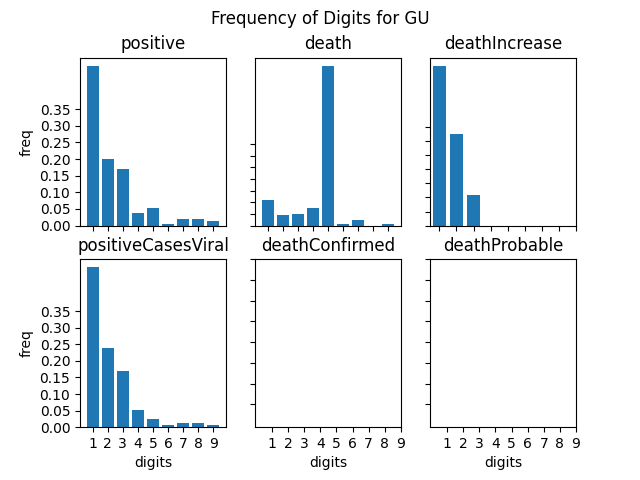 Frequency of Digits for GU
positive
death
deathIncrease
freq
0.35
0.30
0.25
0.20
0.15
0.10
0.05
0.00
positiveCasesViral
deathConfirmed
deathProbable
freq
0.35
0.30
0.25
0.20
0.15
0.10
0.05
0.00
1 2 3 4 5 6 7 8 9
1 2 3 4 5 6 7 8 9
1 2 3 4 5 6 7 8 9
digits
digits
digits